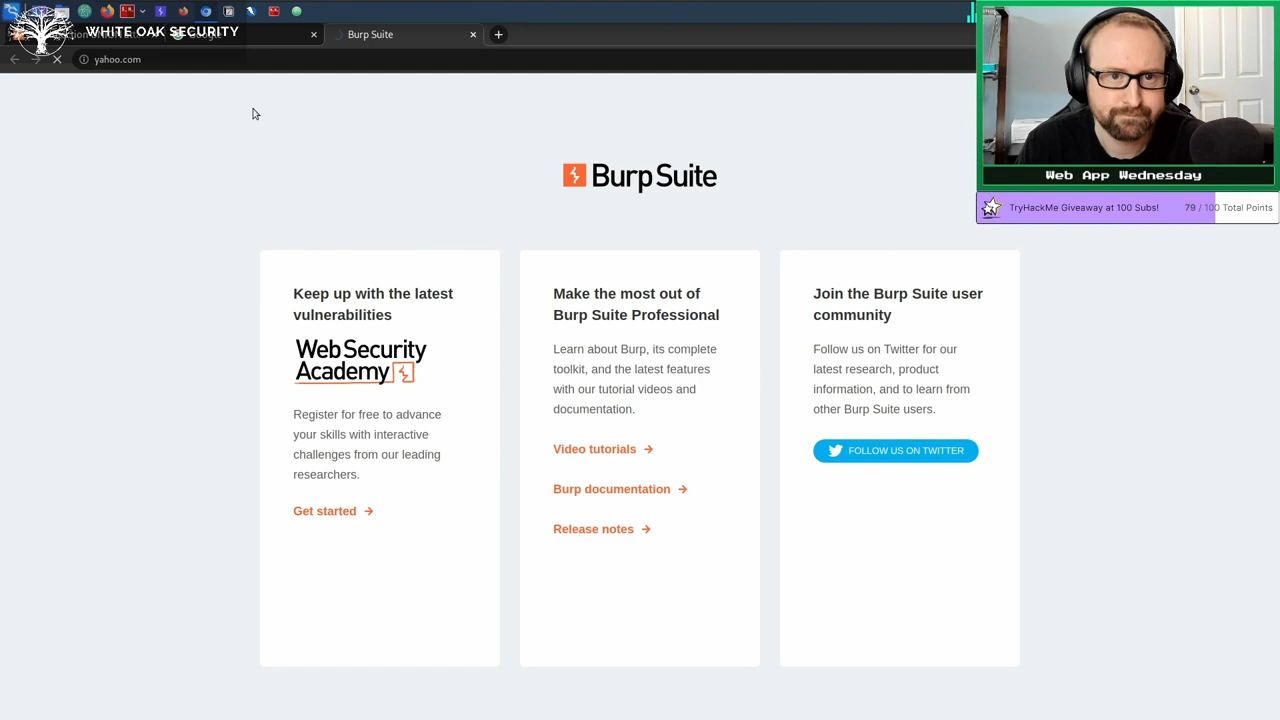 WHITE OAK SECURITY
Burp Suite
yahoo.com
Web App Wednesday
TryHackMe Giveaway at 100 Subs! 79 / 100 Total Points
Burp Suite
Keep up with the latest
vulnerabilities
WebSecurity
Academy
Register for free to advance
your skills with interactive
challenges from our leading
researchers.
Get started →
Make the most out of
Burp Suite Professional
Learn about Burp, its complete
toolkit, and the latest features
with our tutorial videos and
documentation.
Video tutorials →
Burp documentation →
Release notes →
Join the Burp Suite user
community
Follow us on Twitter for our
latest research, product
information, and to learn from
other Burp Suite users.
FOLLOW US ON TWITTER